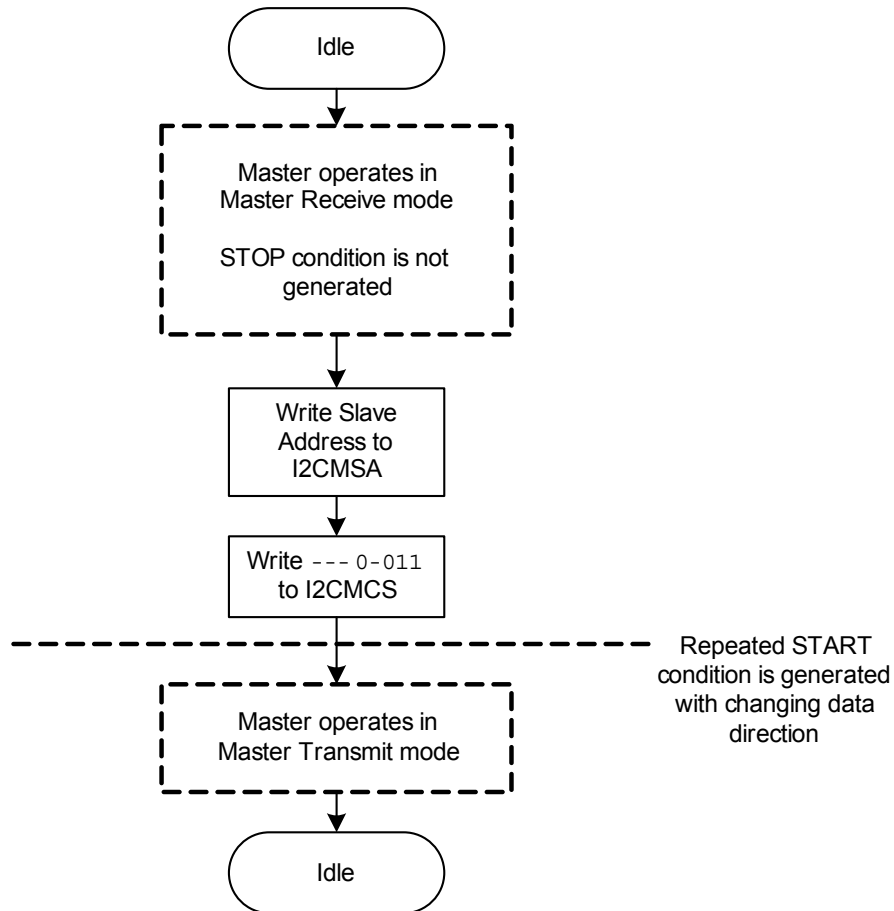 Idle
Master operates in
Master Receive mode
STOP condition is not
generated
Write Slave
Address to
I2CMSA
Write --- 0-011
to I2CMCS
Repeated START
condition is generated
with changing data
direction
Master operates in
Master Transmit mode
Idle